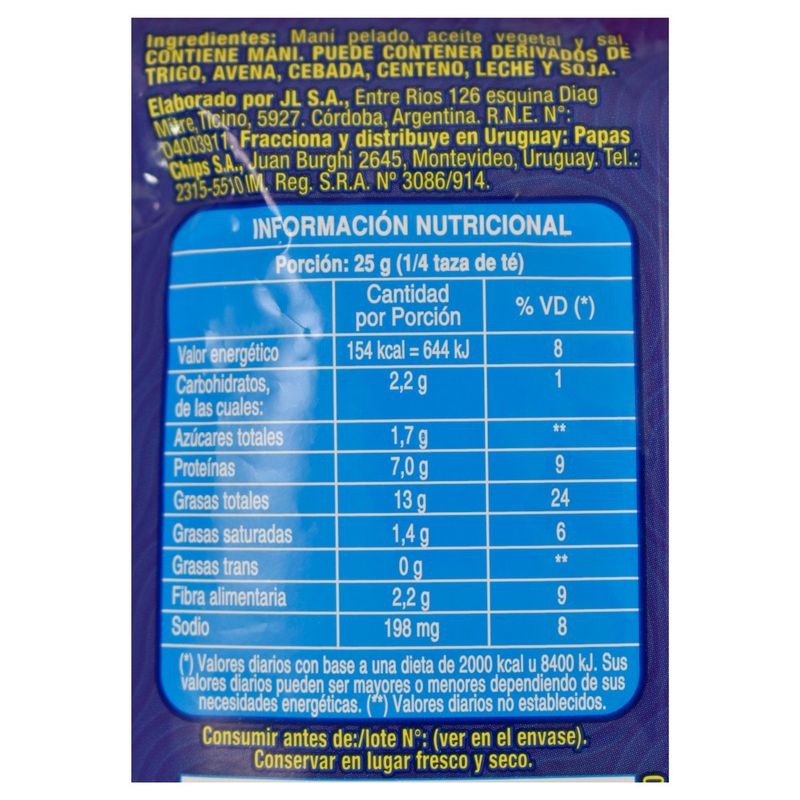 Ingredientes: Maní pelado, aceite vegetal y sal.
CONTIENE MANI. PUEDE CONTENER DERIVADOS DE
TRIGO, AVENA, CEBADA, CENTENO, LECHE Y SOJA.
Elaborado por JL S.A., Entre Rios 126 esquina Diag
Mitre, Ticino, 5927. Córdoba, Argentina. R.N.E. N°:
04003911. Fracciona y distribuye en Uruguay: Papas
Chips S.A., Juan Burghi 2645, Montevideo, Uruguay. Tel.:
2315-5510 IM. Reg. S.R.A. Nº 3086/914.
INFORMACIÓN NUTRICIONAL
Porción: 25 g (1/4 taza de té)
Cantidad
por Porción
% VD (*)
Valor energético 154 kcal = 644 kJ 8
Carbohidratos, 2,2 g 1
de las cuales:
Azúcares totales 1,7 g **
Proteínas 7,0 g 9
Grasas totales 13 g 24
Grasas saturadas 1,4 g 6
Grasas trans 0 g **
Fibra alimentaria 2,2 g 9
Sodio 198 mg 8
(*) Valores diarios con base a una dieta de 2000 kcal u 8400 kJ. Sus
valores diarios pueden ser mayores o menores dependiendo de sus
necesidades energéticas. (**) Valores diarios no establecidos.
Consumir antes de:/lote N°: (ver en el envase).
Conservar en lugar fresco y seco.